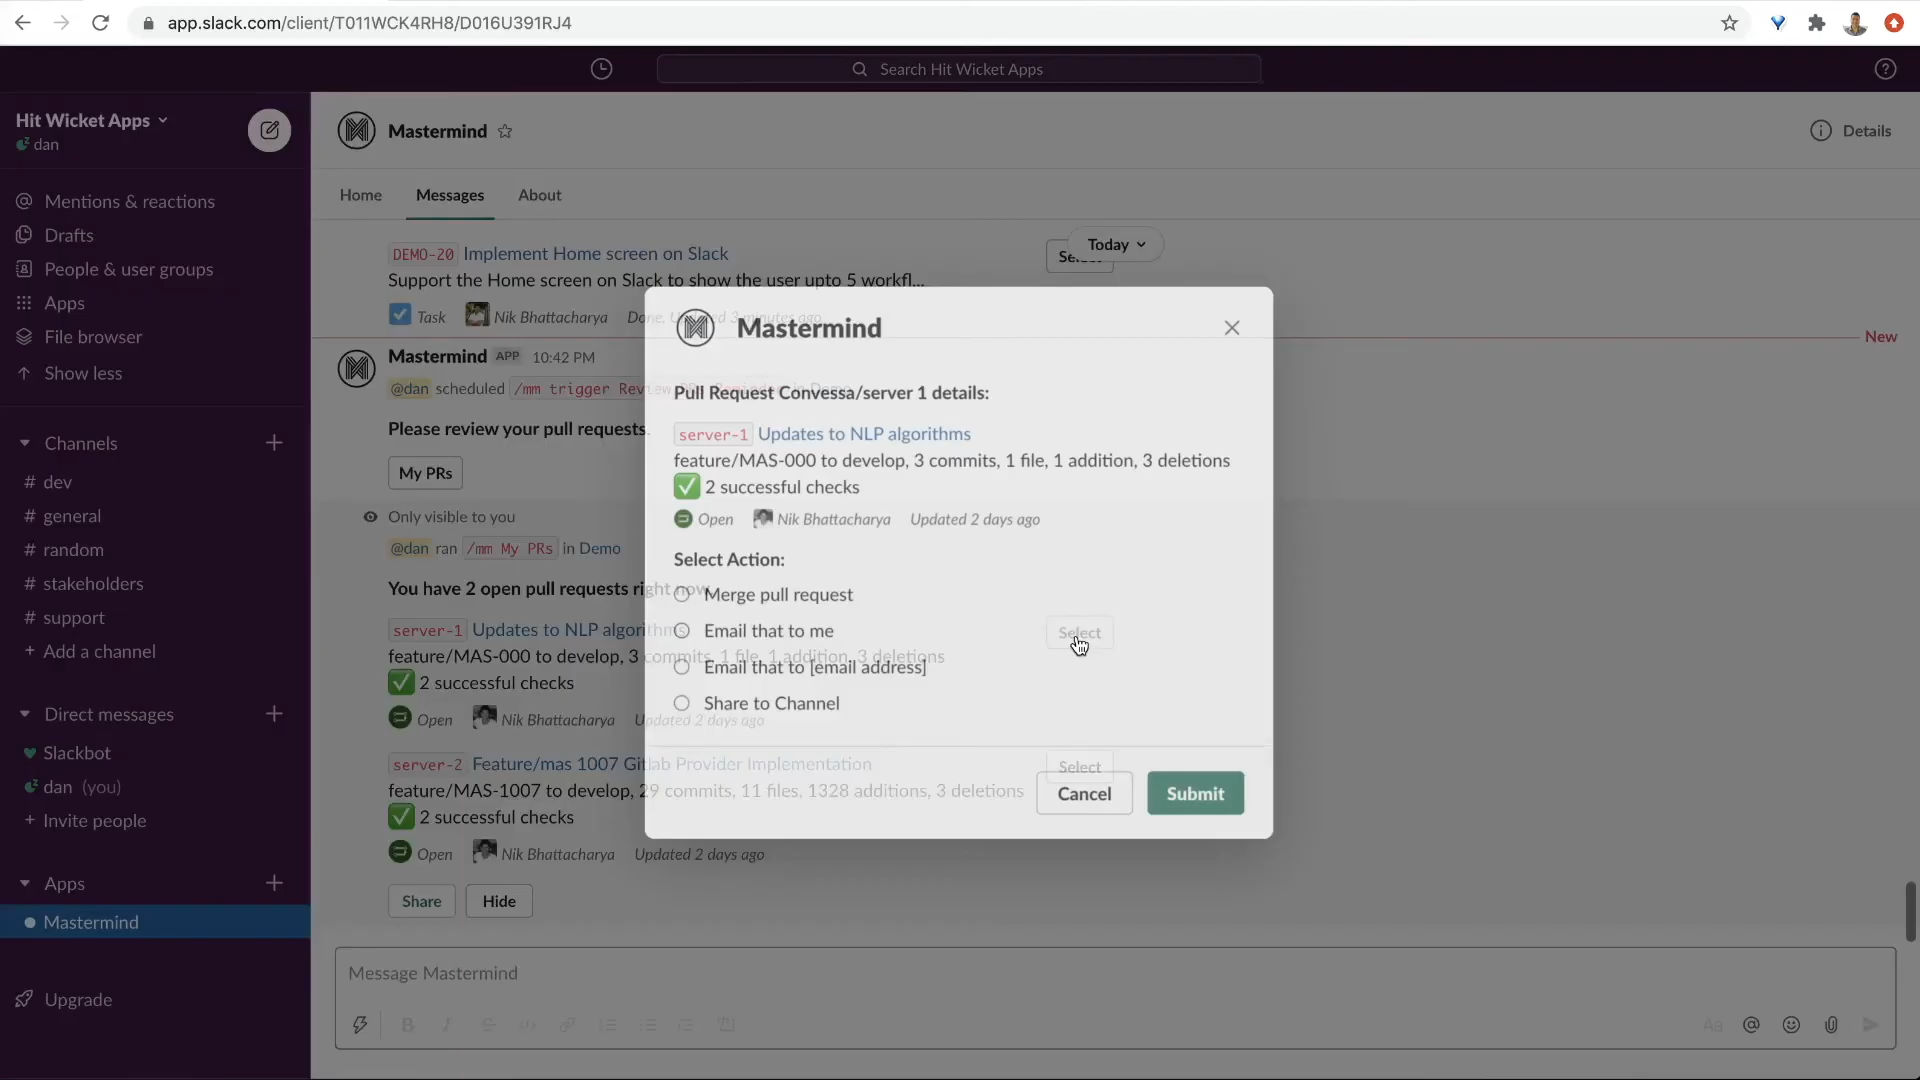 app.slack.com/client/T011WCK4RH8/D016U391RJ4
Search Hit Wicket Apps
Hit Wicket Apps
dan
Mentions & reactions
Drafts
People & user groups
Apps
File browser
Show less
Channels
# dev
# general
# random
# stakeholders
# support
+ Add a channel
Direct messages
Slackbot
dan (you)
+ Invite people
Apps
Mastermind
Upgrade
Mastermind
Details
Home
Messages
About
Today
DEMO-20 Implement Home screen on Slack
Select
Support the Home screen on Slack to show the user upto 5 workfl...
Task Nik Bhattacharya Done, Updated 3 minutes ago
New
Mastermind APP 10:42 PM
@dan scheduled /mm trigger Review PRs Reminder in Demo
Please review your pull requests.
My PRs
Only visible to you
@dan ran /mm My PRs in Demo
You have 2 open pull requests right now
server-1 Updates to NLP algorithms
Select
feature/MAS-000 to develop, 3 commits, 1 file, 1 addition, 3 deletions
2 successful checks
Open Nik Bhattacharya Updated 2 days ago
server-2 Feature/mas 1007 Gitlab Provider Implementation
Select
feature/MAS-1007 to develop, 29 commits, 11 files, 1328 additions, 3 deletions
2 successful checks
Open Nik Bhattacharya Updated 2 days ago
Share
Hide
Message Mastermind
Aa
Mastermind
Pull Request Convessa/server 1 details:
server-1 Updates to NLP algorithms
feature/MAS-000 to develop, 3 commits, 1 file, 1 addition, 3 deletions
2 successful checks
Open Nik Bhattacharya Updated 2 days ago
Select Action:
Merge pull request
Email that to me
Email that to [email address]
Share to Channel
Cancel
Submit